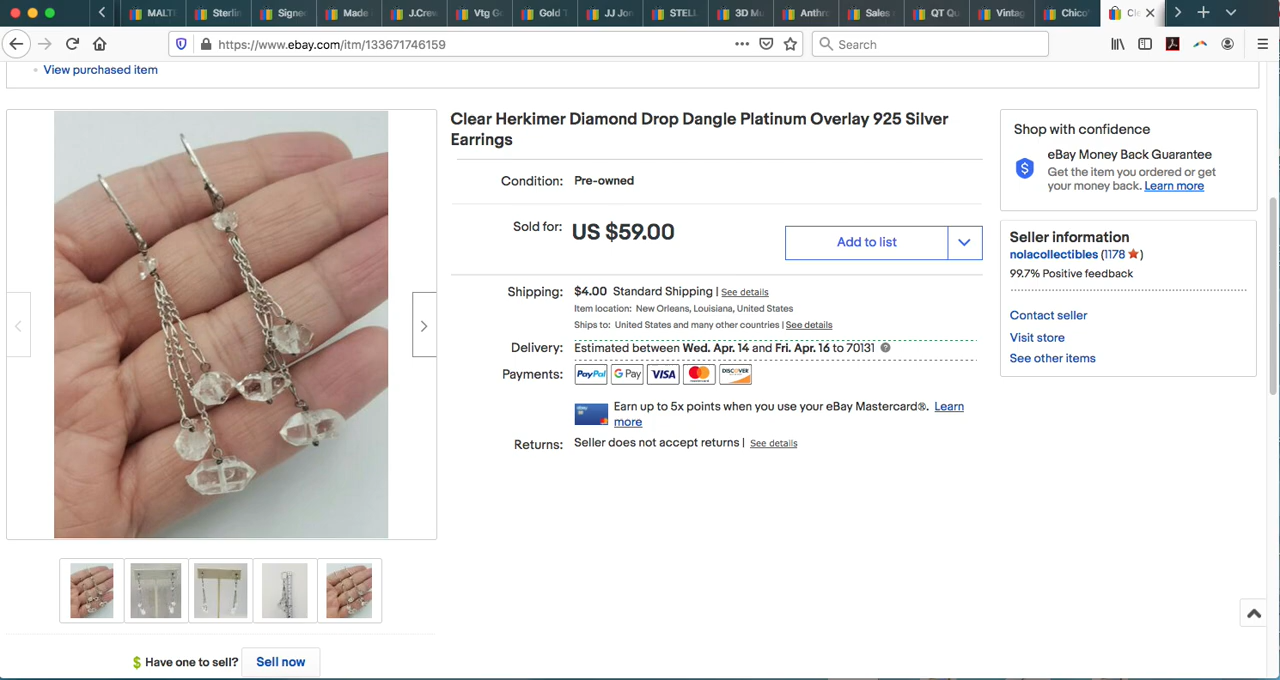 MALT
Sterlin
Signe
Made
J.Crew
Vtg G
Gold T
JJ Jon
STELL
3D Mu
Anthr
Sales
QT Qu
Vintag
Chico'
Cl
https://www.ebay.com/itm/133671746159
Search
View purchased item
Clear Herkimer Diamond Drop Dangle Platinum Overlay 925 Silver
Earrings
Condition: Pre-owned
Sold for: US $59.00
Add to list
Shipping: $4.00 Standard Shipping | See details
Item location: New Orleans, Louisiana, United States
Ships to: United States and many other countries | See details
Delivery: Estimated between Wed. Apr. 14 and Fri. Apr. 16 to 70131
Payments: PayPal G Pay VISA mastercard DISCOVER
Earn up to 5x points when you use your eBay Mastercard®. Learn
more
Returns: Seller does not accept returns | See details
Shop with confidence
eBay Money Back Guarantee
Get the item you ordered or get
your money back. Learn more
Seller information
nolacollectibles (1178 ★)
99.7% Positive feedback
Contact seller
Visit store
See other items
$ Have one to sell? Sell now